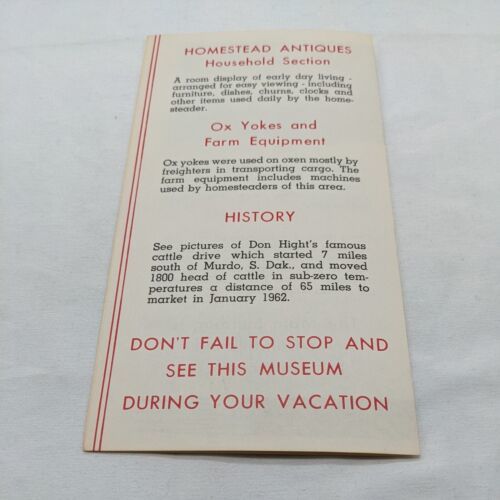 HOMESTEAD ANTIQUES
Household Section
A room display of early day living -
arranged for easy viewing - including
furniture, dishes, churns, clocks and
other items used daily by the home-
steader.
Ox Yokes and
Farm Equipment
Ox yokes were used on oxen mostly by
freighters in transporting cargo. The
farm equipment includes machines
used by homesteaders of this area.
HISTORY
See pictures of Don Hight's famous
cattle drive which started 7 miles
south of Murdo, S. Dak., and moved
1800 head of cattle in sub-zero tem-
peratures a distance of 65 miles to
market in January 1962.
DON'T FAIL TO STOP AND
SEE THIS MUSEUM
DURING YOUR VACATION